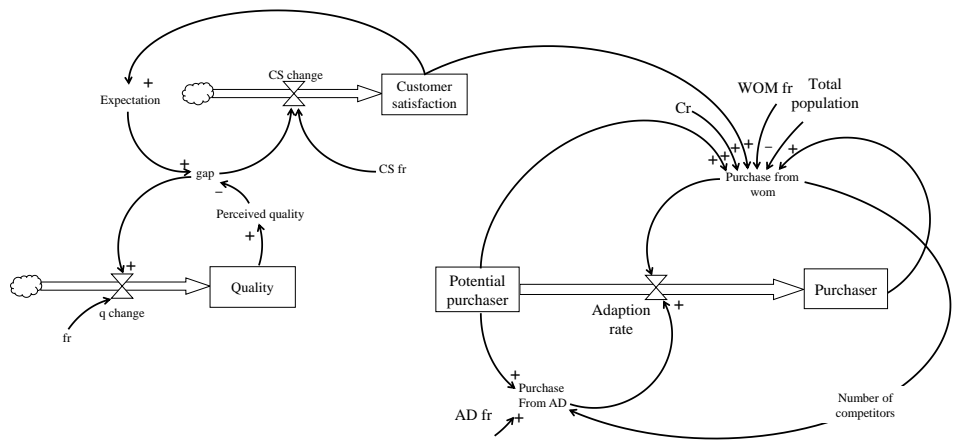 CS change
Customer
satisfaction
+
Expectation
WOM fr
Total
population
Cr
+
gap
−
CS fr
+
+
+
+
−
+
Purchase from
wom
Perceived quality
+
+
Quality
q change
fr
Potential
purchaser
Adaption
rate
+
Purchaser
+
Purchase
From AD
AD fr
+
Number of
competitors